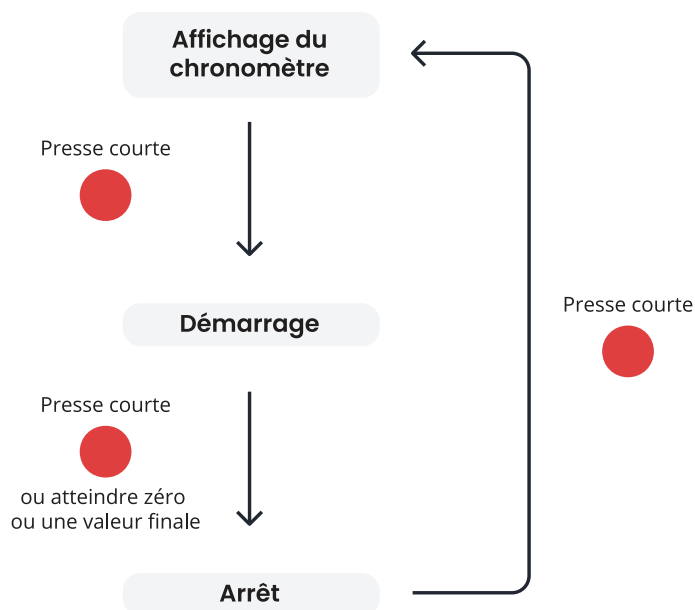 Affichage du
chronomètre
Presse courte
Démarrage
Presse courte
Presse courte
ou atteindre zéro
ou une valeur finale
Arrêt